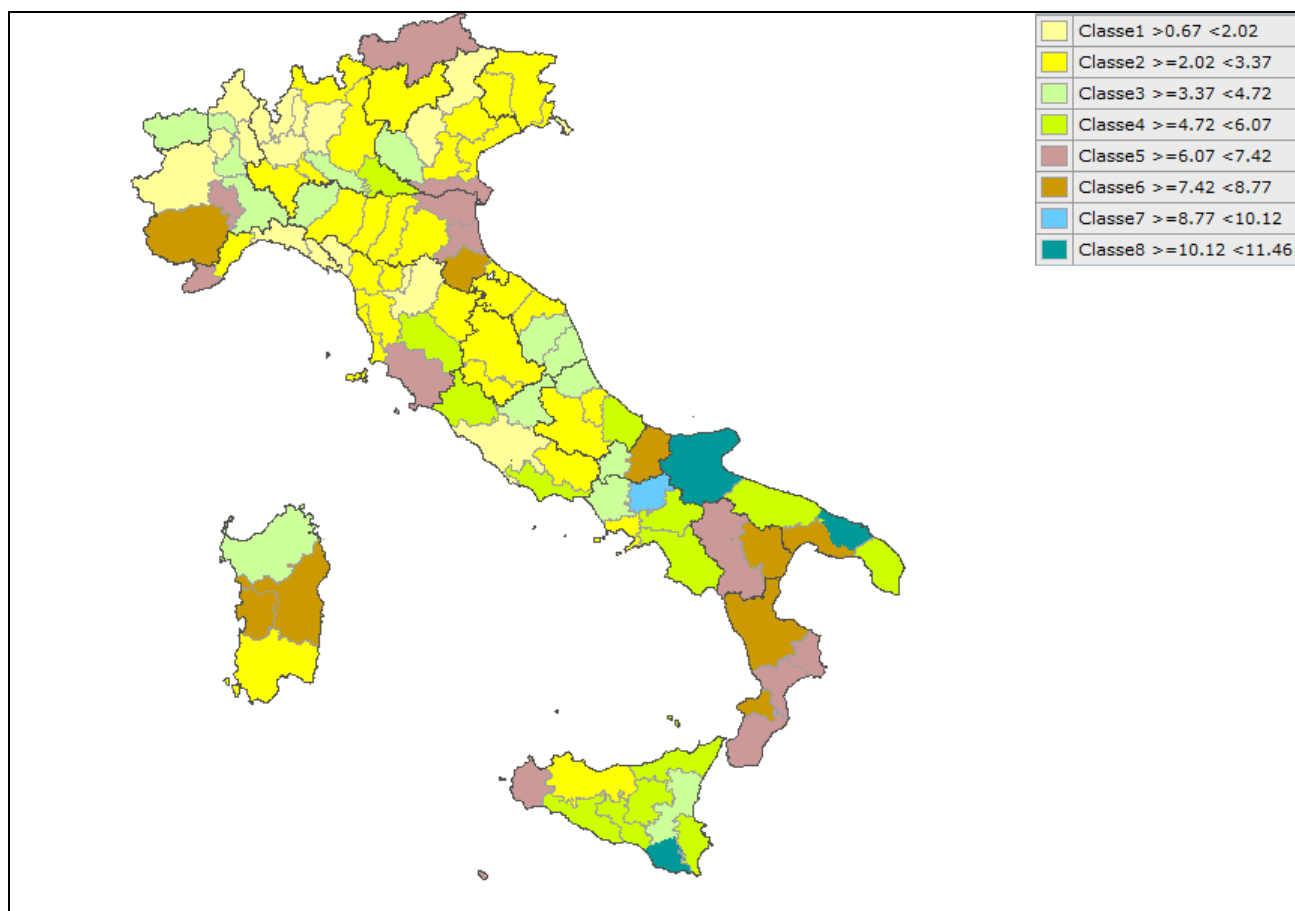 Classe1 >0.67 <2.02
Classe2 >=2.02 <3.37
Classe3 >=3.37 <4.72
Classe4 >=4.72 <6.07
Classe5 >=6.07 <7.42
Classe6 >=7.42 <8.77
Classe7 >=8.77 <10.12
Classe8 >=10.12 <11.46